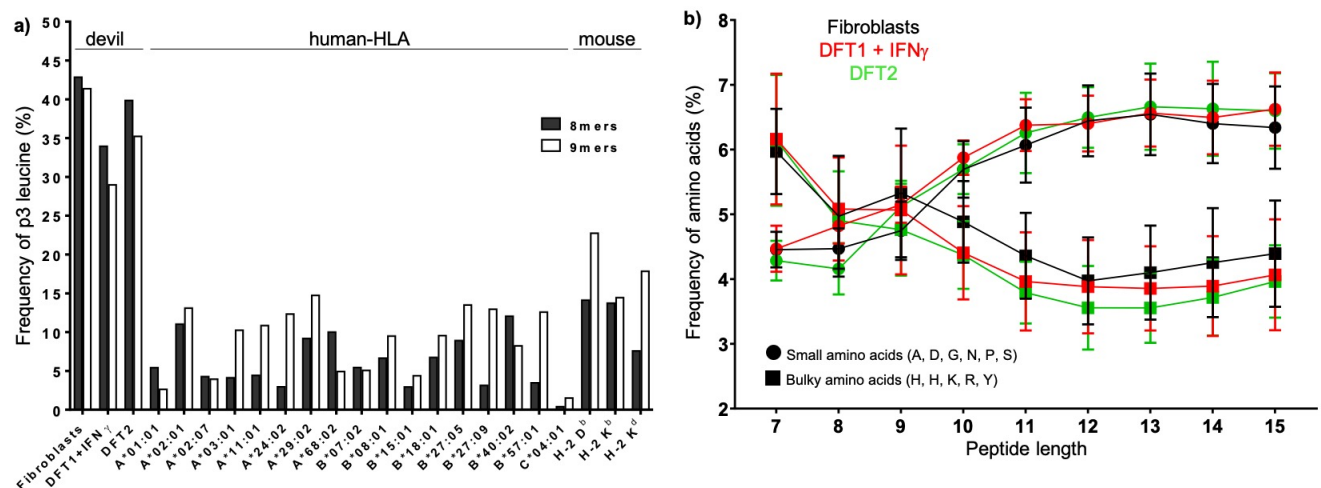 a)
Frequency of p3 leucine (%)
50
45
40
35
30
25
20
15
10
5
0
devil
human-HLA
mouse
8mers
9mers
Fibroblasts
DFT1+IFNγ
DFT2
A*01:01
A*02:01
A*02:07
A*03:01
A*11:01
A*24:02
A*29:02
A*68:02
B*07:02
B*08:01
B*15:01
B*18:01
B*27:05
B*27:09
B*40:02
B*57:01
C*04:01
H-2 Dᵇ
H-2 Kᵇ
H-2 Kᵈ
b)
Frequency of amino acids (%)
8
7
6
5
4
3
2
Fibroblasts
DFT1 + IFNγ
DFT2
Small amino acids (A, D, G, N, P, S)
Bulky amino acids (H, H, K, R, Y)
7 8 9 10 11 12 13 14 15
Peptide length